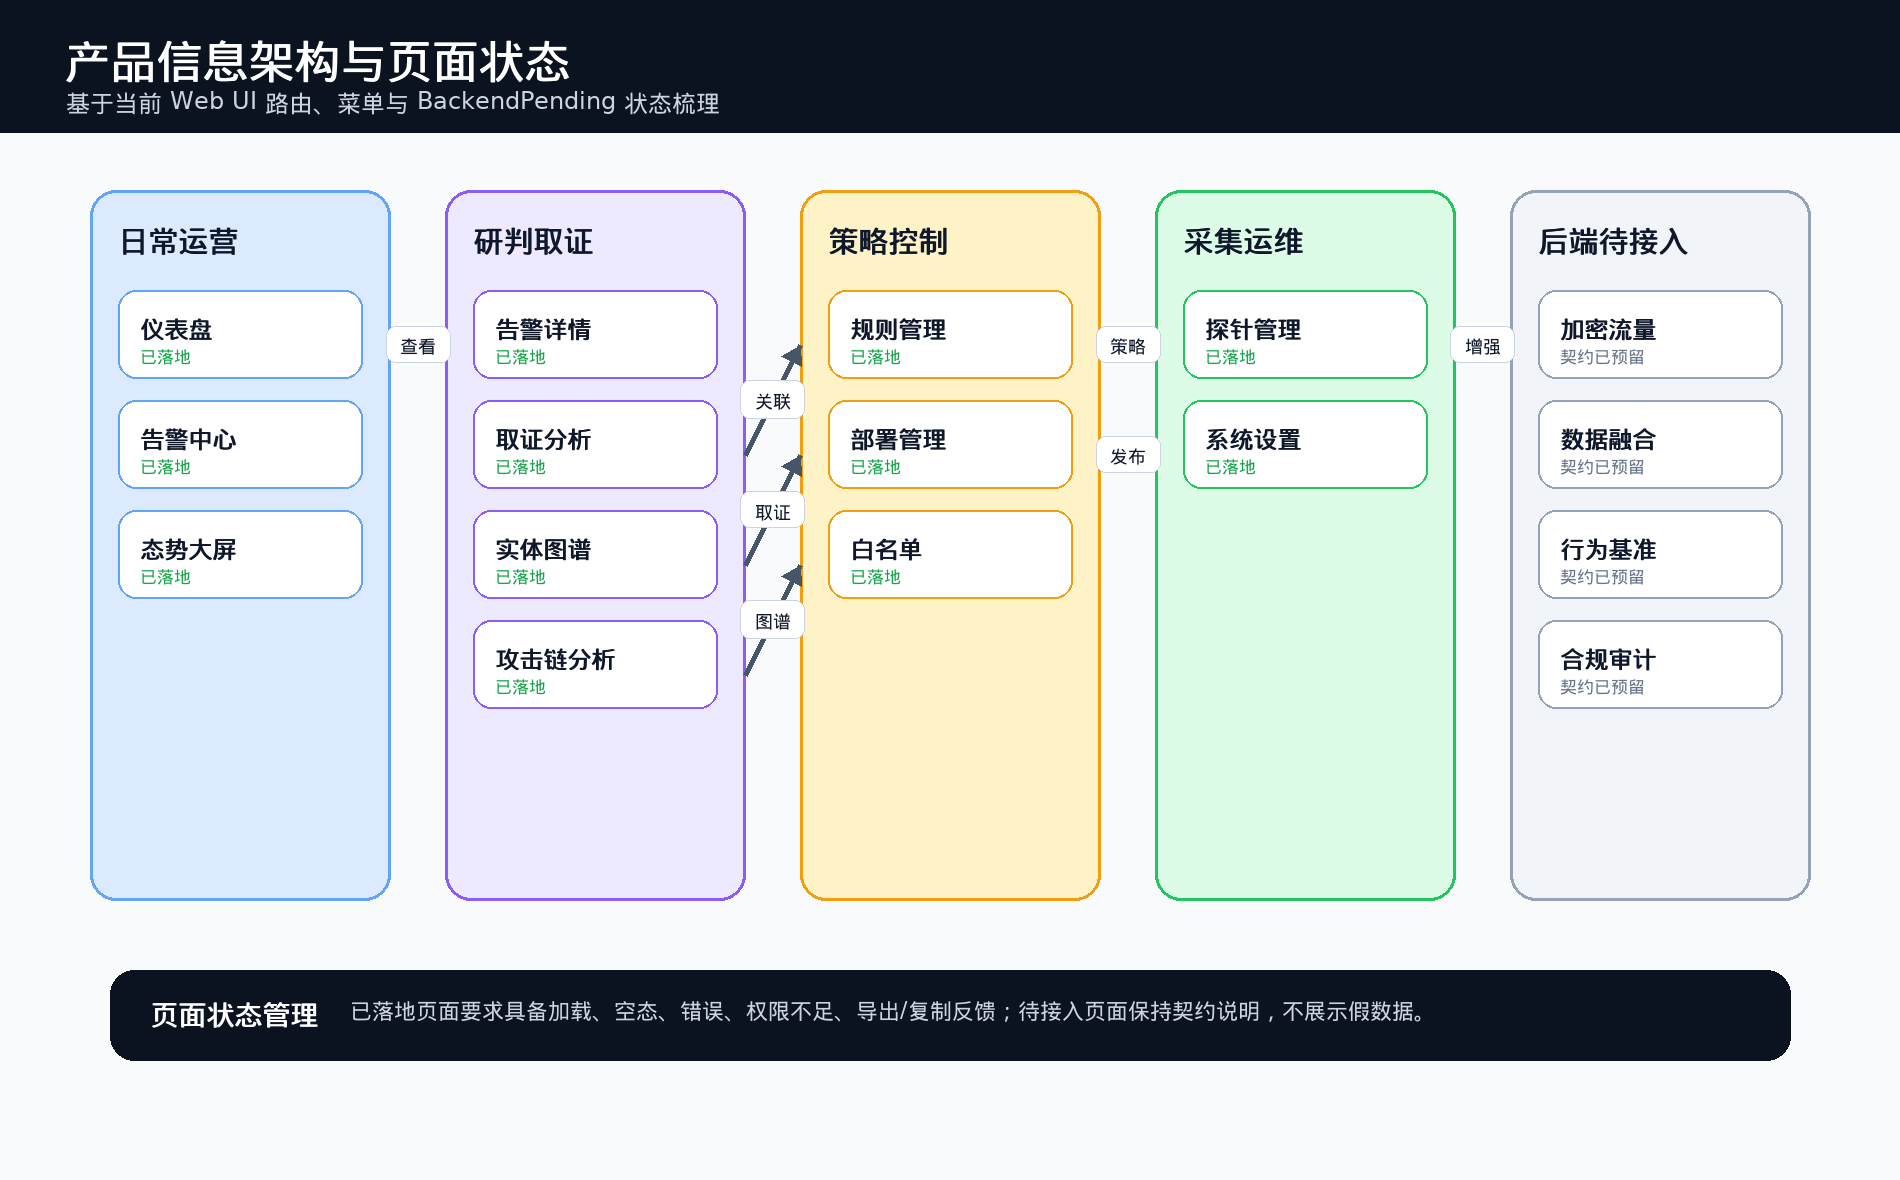 产品信息架构与页面状态
基于当前 Web UI 路由、菜单与 BackendPending 状态梳理
日常运营
仪表盘
已落地
告警中心
已落地
态势大屏
已落地
查看
研判取证
告警详情
已落地
取证分析
已落地
实体图谱
已落地
攻击链分析
已落地
关联
取证
图谱
策略控制
规则管理
已落地
部署管理
已落地
白名单
已落地
策略
发布
采集运维
探针管理
已落地
系统设置
已落地
增强
后端待接入
加密流量
契约已预留
数据融合
契约已预留
行为基准
契约已预留
合规审计
契约已预留
页面状态管理 已落地页面要求具备加载、空态、错误、权限不足、导出/复制反馈；待接入页面保持契约说明，不展示假数据。